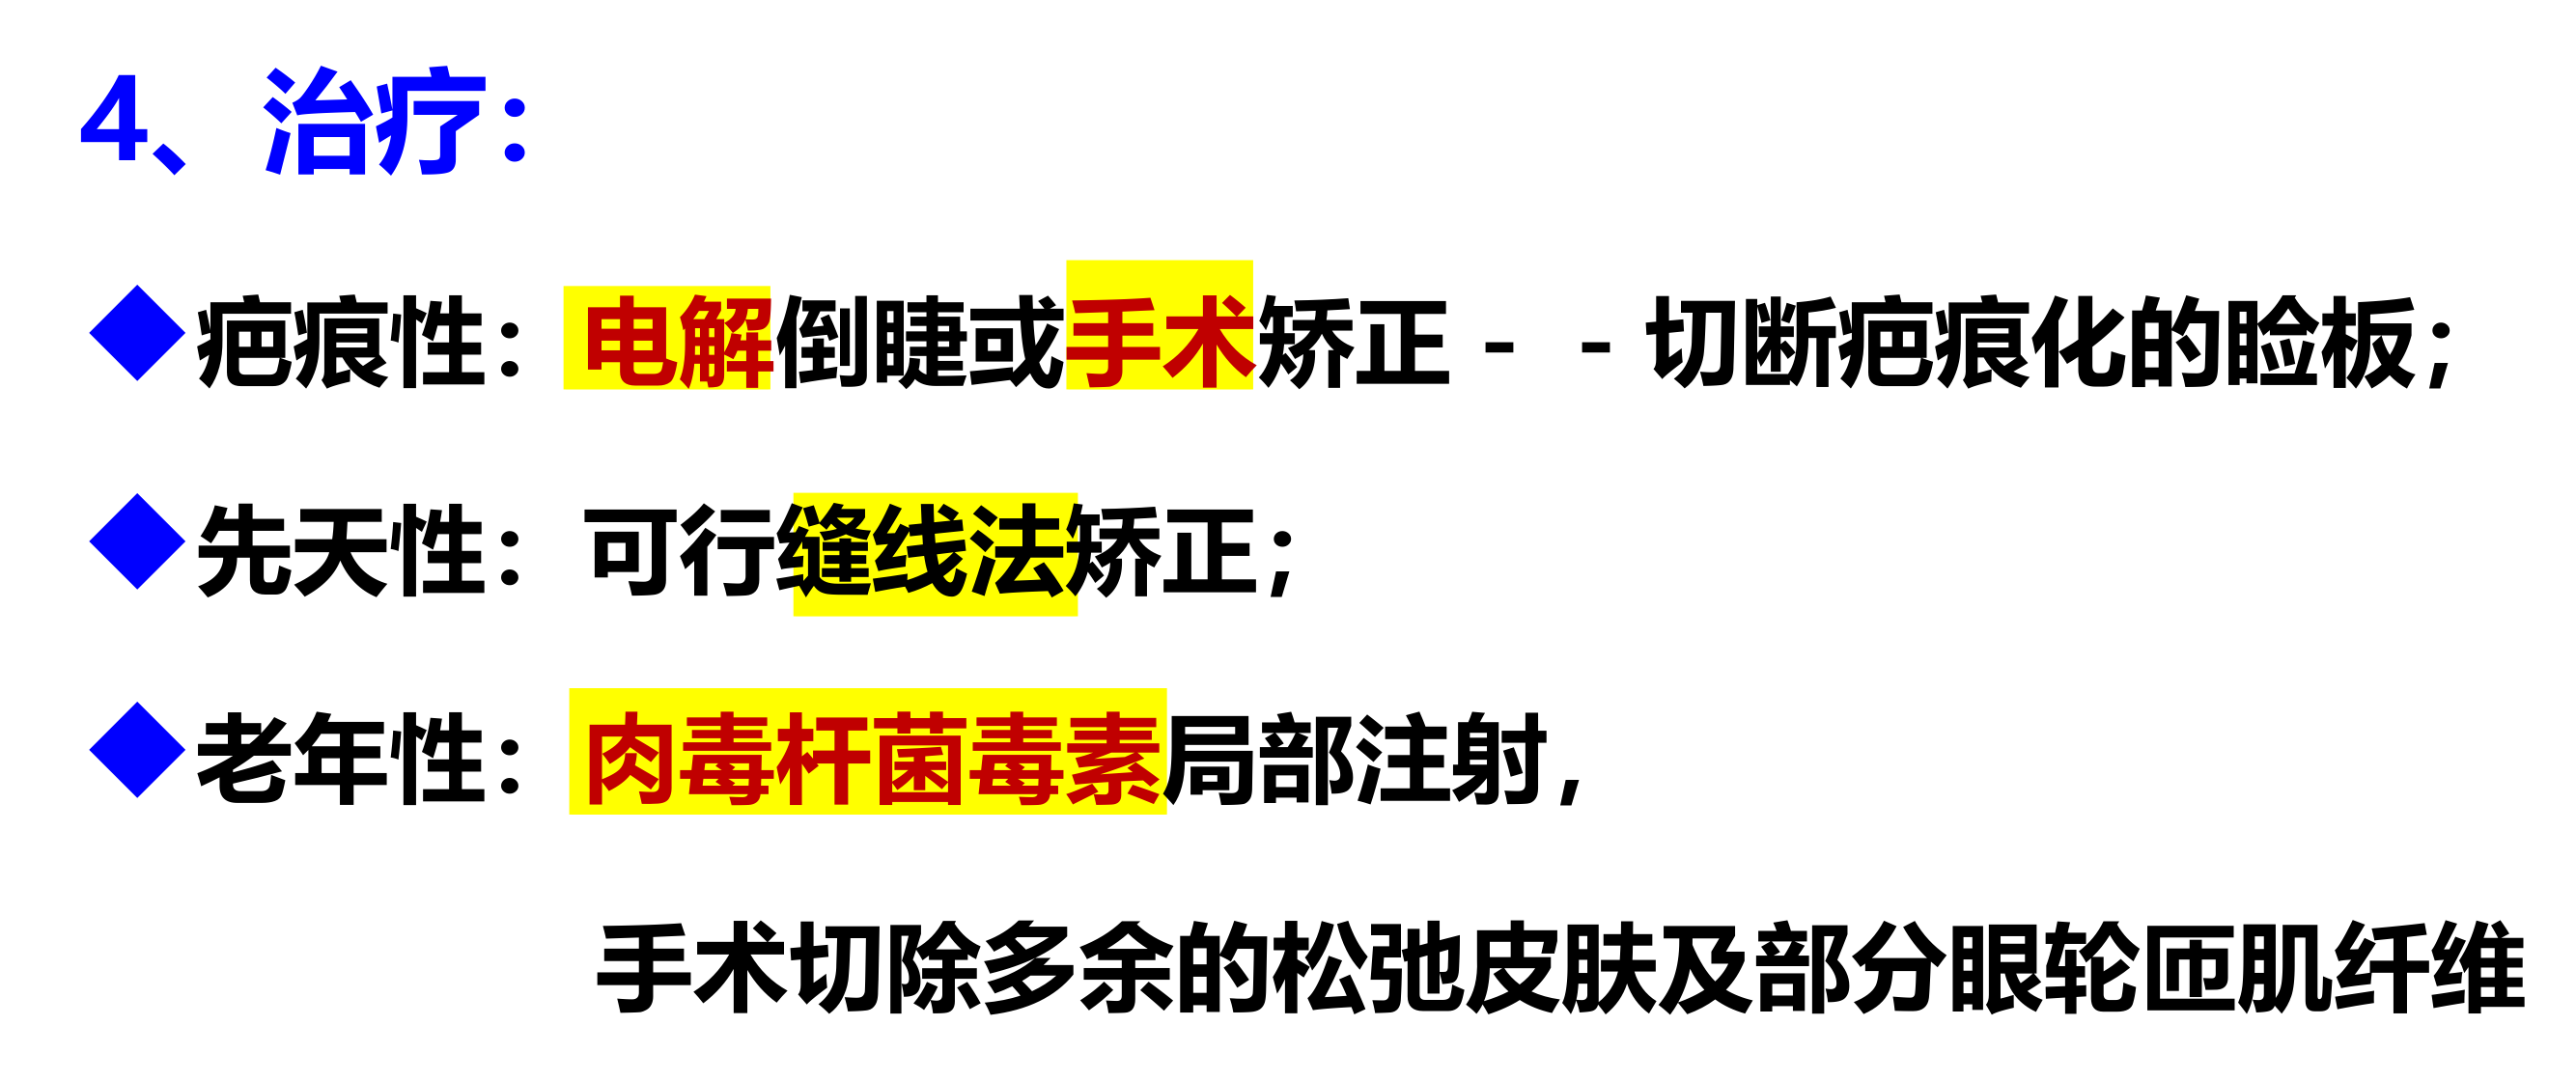 4、治疗：
◆疤痕性：电解倒睫或手术矫正 - - 切断疤痕化的睑板；
◆先天性：可行缝线法矫正；
◆老年性：肉毒杆菌毒素局部注射，
手术切除多余的松弛皮肤及部分眼轮匝肌纤维